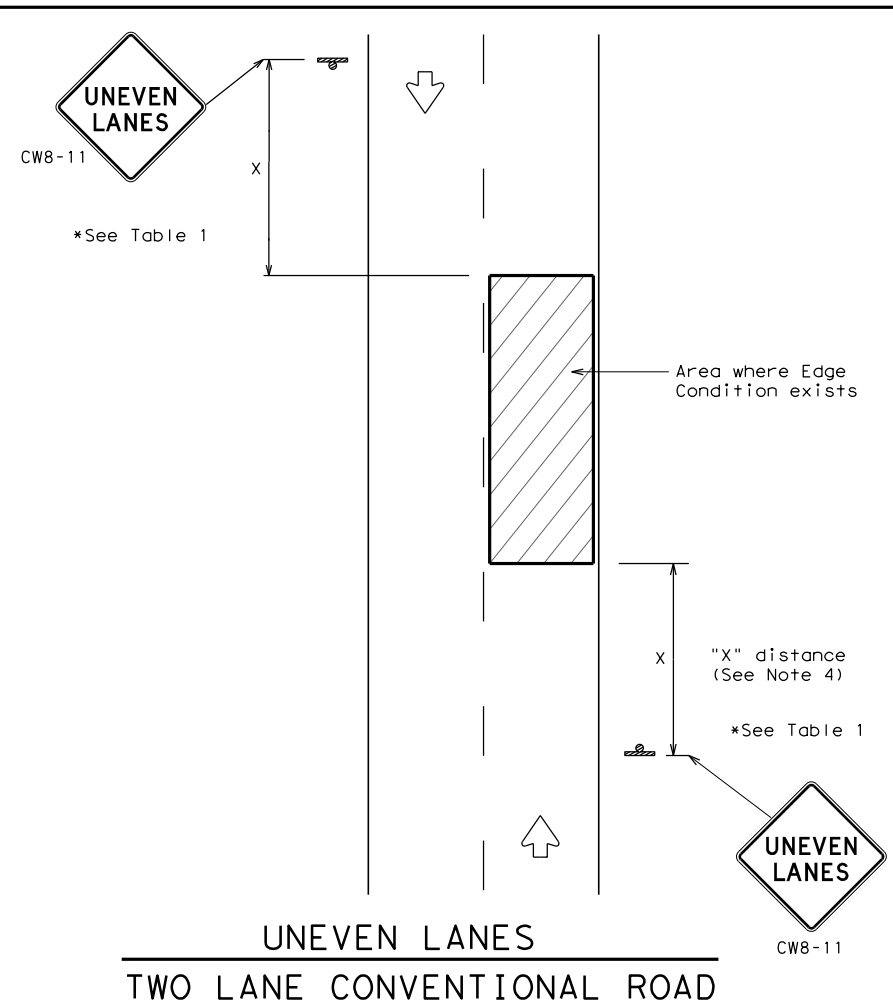 UNEVEN
LANES
CW8-11
X
*See Table 1
Area where Edge
Condition exists
X
"X" distance
(See Note 4)
*See Table 1
UNEVEN
LANES
CW8-11
UNEVEN LANES
TWO LANE CONVENTIONAL ROAD